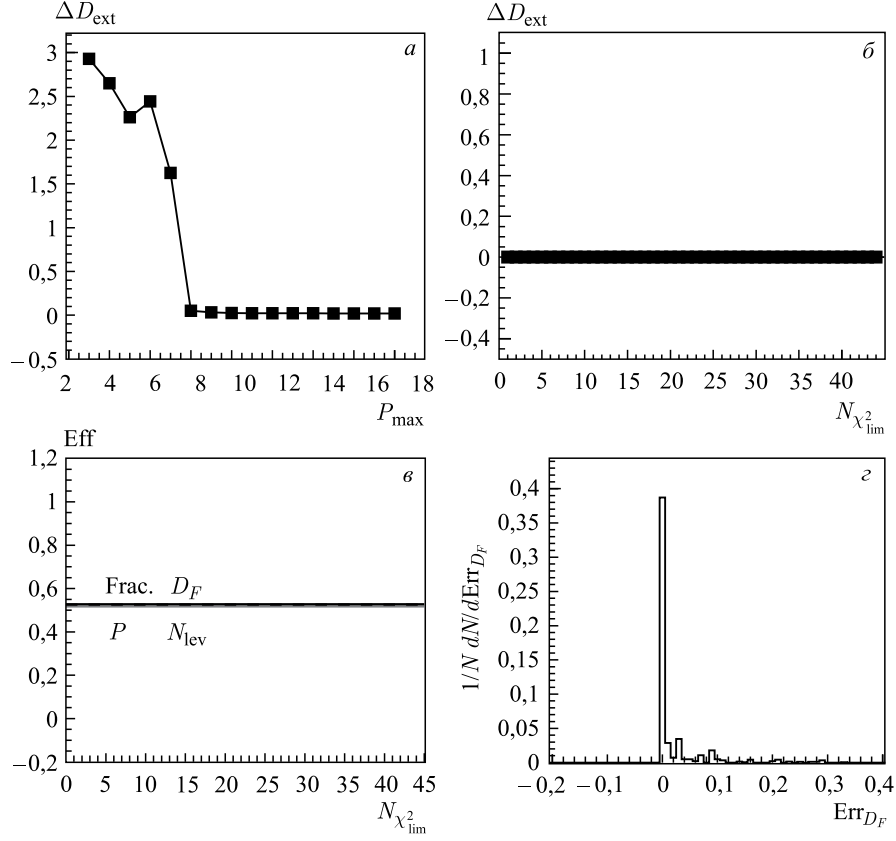 ΔD_ext
а
3
2,5
2
1,5
1
0,5
0
−0,5
2 4 6 8 10 12 14 16 18
P_max
ΔD_ext
б
1
0,8
0,6
0,4
0,2
0
−0,2
−0,4
0 5 10 15 20 25 30 35 40
N_χ²_lim
Eff
в
1,2
1
0,8
0,6
0,4
0,2
0
−0,2
Frac. D_F
P N_lev
0 5 10 15 20 25 30 35 40 45
N_χ²_lim
г
1/N dN/dErr_D_F
0,4
0,35
0,3
0,25
0,2
0,15
0,1
0,05
0
−0,2 −0,1 0 0,1 0,2 0,3 0,4
Err_D_F